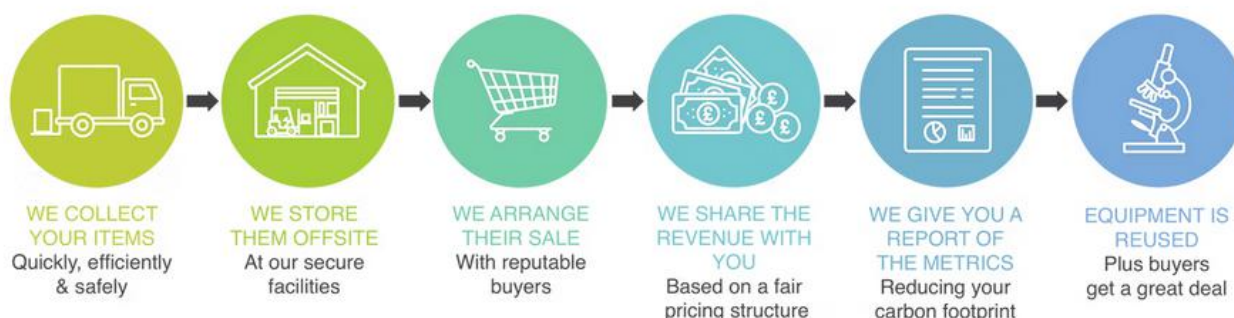 WE COLLECT
YOUR ITEMS
Quickly, efficiently
& safely
WE STORE
THEM OFFSITE
At our secure
facilities
WE ARRANGE
THEIR SALE
With reputable
buyers
£
£
£
£
WE SHARE THE
REVENUE WITH
YOU
Based on a fair
pricing structure
WE GIVE YOU A
REPORT OF
THE METRICS
Reducing your
carbon footprint
EQUIPMENT IS
REUSED
Plus buyers
get a great deal